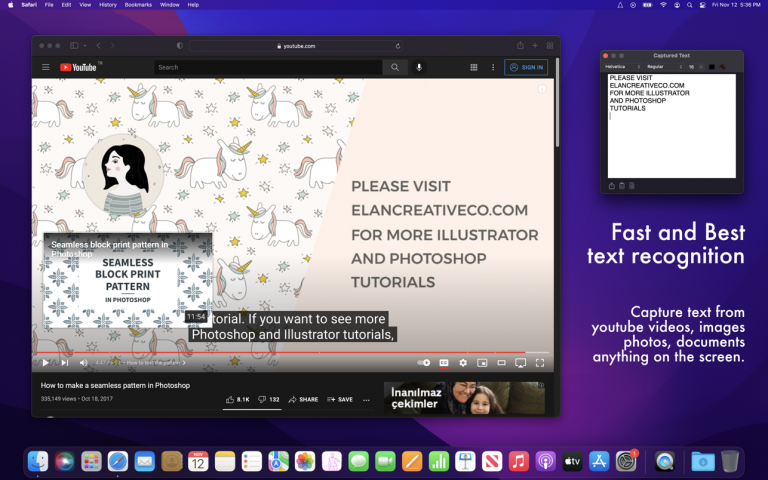 Safari File Edit View History Bookmarks Window Help
Fri Nov 12 5:36 PM
youtube.com
YouTube TR
Search
SIGN IN
PLEASE VISIT
ELANCREATIVECO.COM
FOR MORE ILLUSTRATOR
AND PHOTOSHOP
TUTORIALS
Seamless block print pattern in
Photoshop
SEAMLESS
BLOCK PRINT
PATTERN
IN PHOTOSHOP
11:54
torial. If you want to see more
Photoshop and Illustrator tutorials,
How to make a seamless pattern in Photoshop
335,149 views • Oct 18, 2017
8.1K
132
SHARE
SAVE
İnanılmaz
çekimler
Captured Text
Helvetica Regular 16
PLEASE VISIT
ELANCREATIVECO.COM
FOR MORE ILLUSTRATOR
AND PHOTOSHOP
TUTORIALS
Fast and Best
text recognition
Capture text from
youtube videos, images
photos, documents
anything on the screen.
NOV
12
tv
1